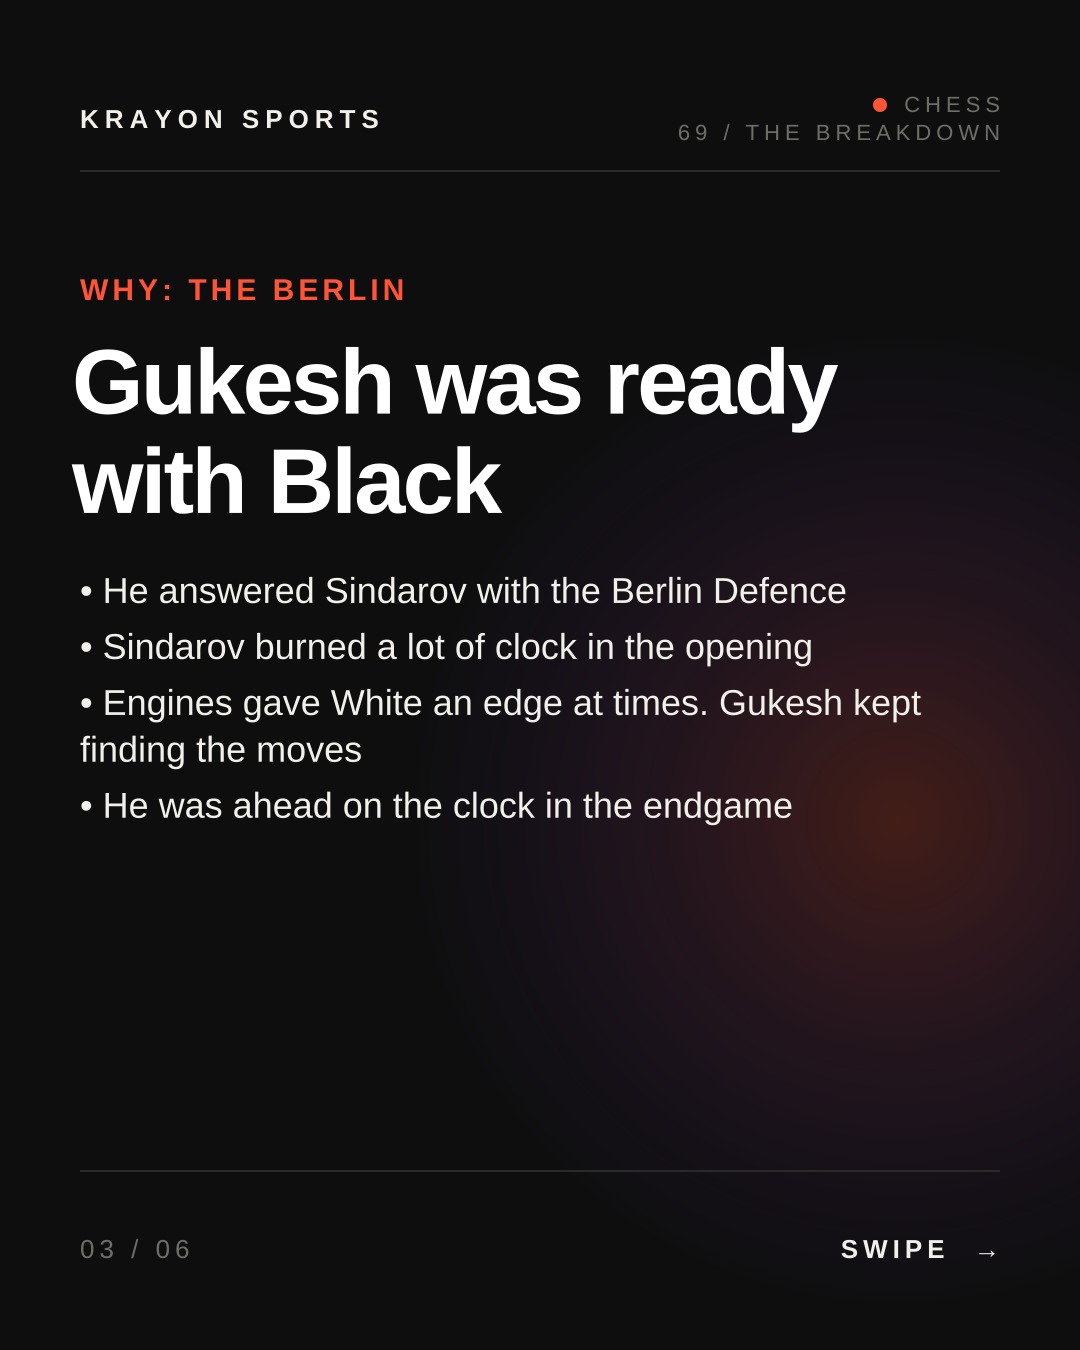 KRAYON SPORTS
● CHESS
69 / THE BREAKDOWN
WHY: THE BERLIN
Gukesh was ready
with Black
• He answered Sindarov with the Berlin Defence
• Sindarov burned a lot of clock in the opening
• Engines gave White an edge at times. Gukesh kept
finding the moves
• He was ahead on the clock in the endgame
03 / 06
SWIPE →